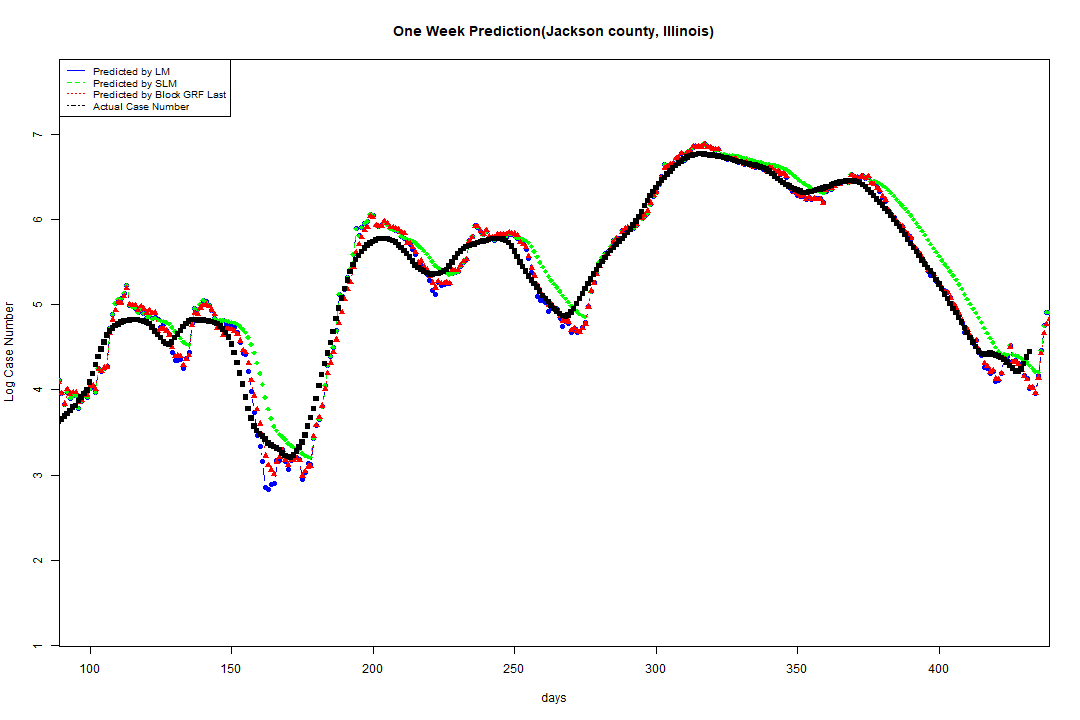 One Week Prediction(Jackson county, Illinois)
Predicted by LM
Predicted by SLM
Predicted by Block GRF Last
Actual Case Number
7
6
5
4
3
2
1
Log Case Number
100 150 200 250 300 350 400
days